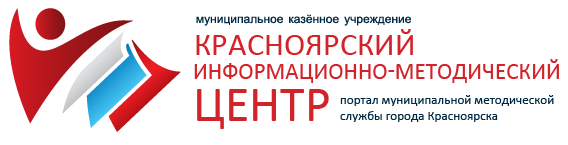 муниципальное казённое учреждение
КРАСНОЯРСКИЙ
ИНФОРМАЦИОННО-МЕТОДИЧЕСКИЙ
ЦЕНТР
портал муниципальной методической
службы города Красноярска